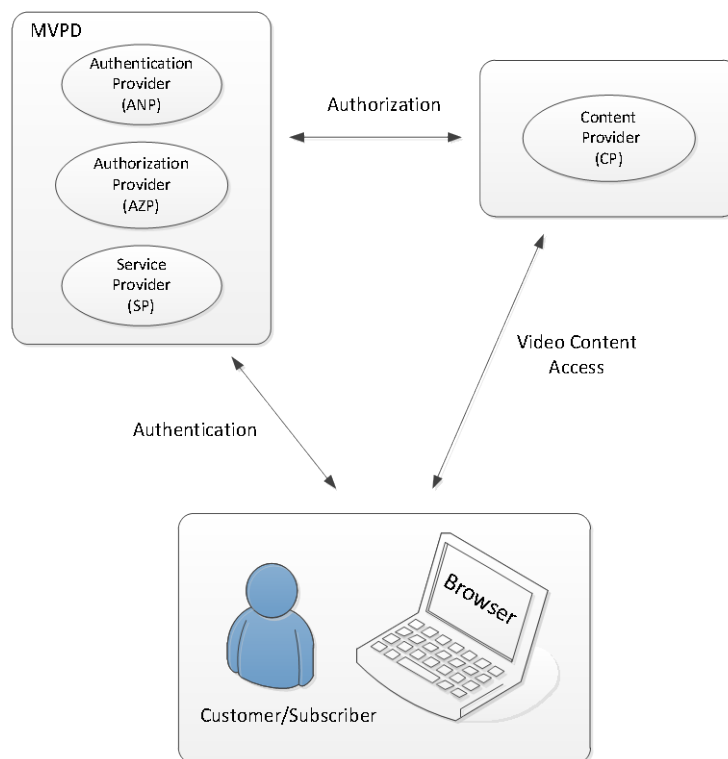 MVPD
Authentication
Provider
(ANP)
Authorization
Provider
(AZP)
Service
Provider
(SP)
Authorization
Content
Provider
(CP)
Video Content
Access
Authentication
Browser
Customer/Subscriber